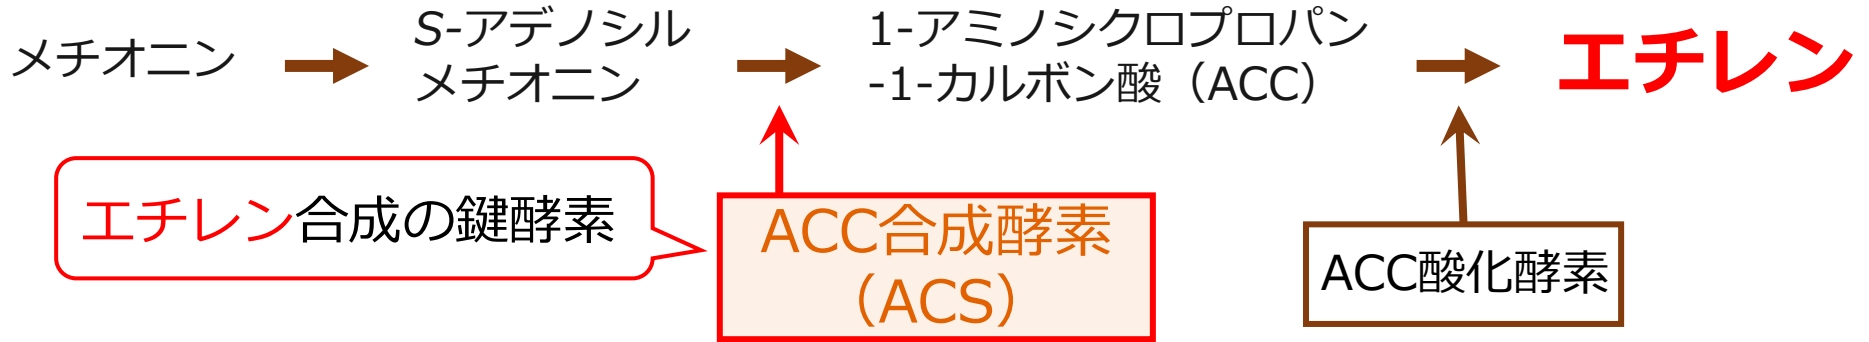 メチオニン
S-アデノシル
メチオニン
1-アミノシクロプロパン
-1-カルボン酸（ACC）
エチレン
エチレン合成の鍵酵素
ACC合成酵素
（ACS）
ACC酸化酵素